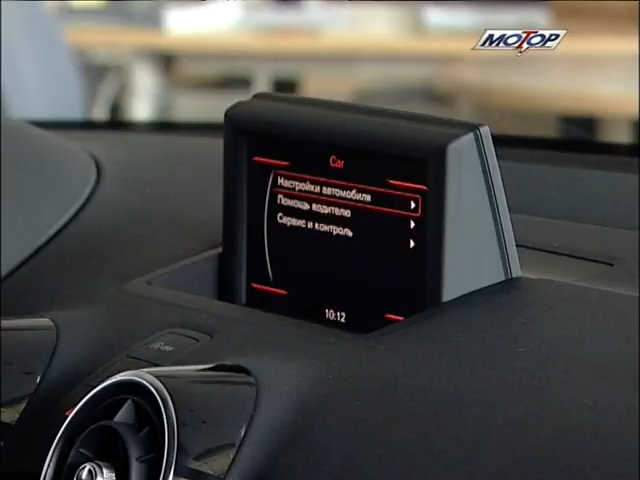 МОТОР
Car
Настройки автомобиля
Помощь водителю
Сервис и контроль
10:12